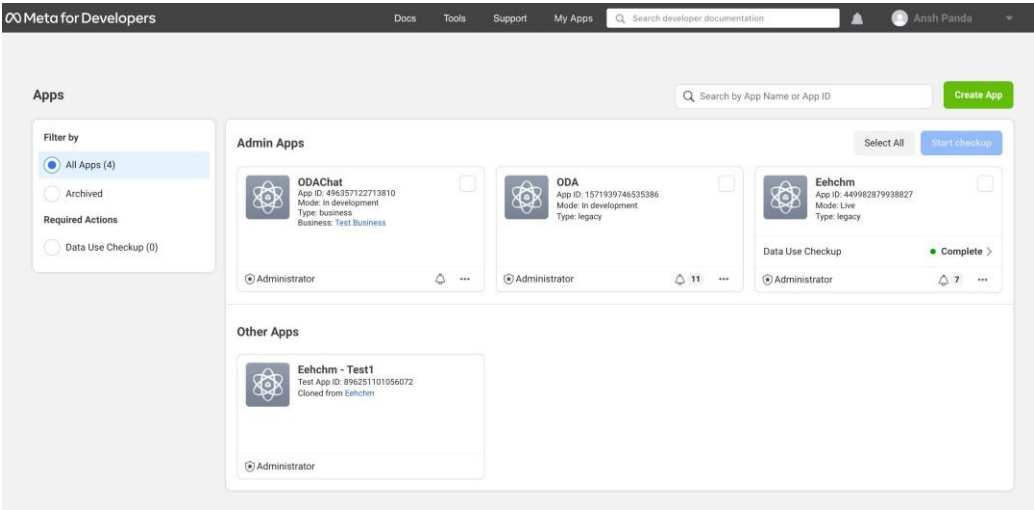 Meta for Developers
Docs Tools Support My Apps Search developer documentation Ansh Panda
Apps
Search by App Name or App ID
Create App
Filter by
All Apps (4)
Archived
Required Actions
Data Use Checkup (0)
Admin Apps
Select All
Start checkup
ODAChat
App ID: 496357122713810
Mode: In development
Type: business
Business: Test Business
Administrator
ODA
App ID: 1571939746535386
Mode: In development
Type: legacy
Administrator
11
Eehchm
App ID: 449982879938827
Mode: Live
Type: legacy
Data Use Checkup
Complete
Administrator
7
Other Apps
Eehchm - Test1
Test App ID: 896251101056072
Cloned from Eehchm
Administrator